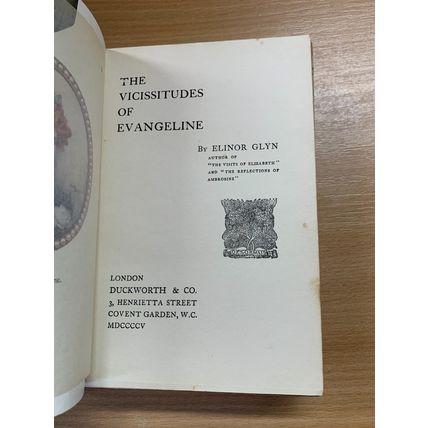 THE
VICISSITUDES
OF
EVANGELINE
BY ELINOR GLYN
AUTHOR OF
"THE VISITS OF ELIZABETH"
AND "THE REFLECTIONS OF
AMBROSINE"
LONDON
DUCKWORTH & CO.
3, HENRIETTA STREET
COVENT GARDEN, W.C.
MDCCCCV